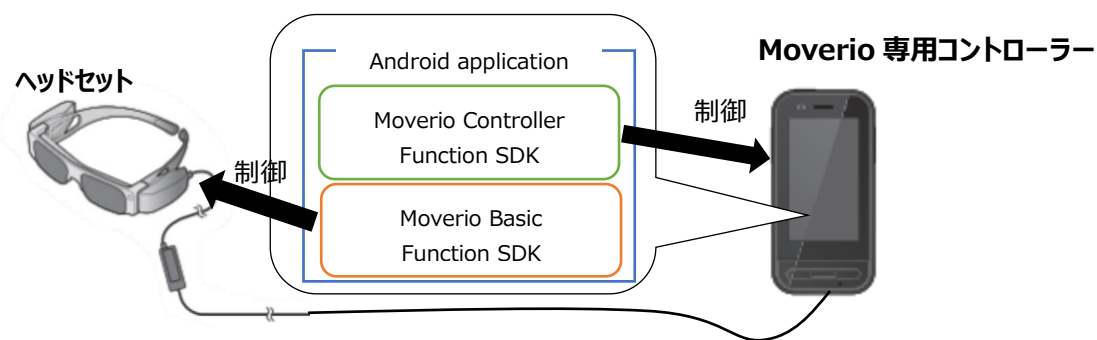 Moverio 専用コントローラー
Android application
ヘッドセット
Moverio Controller
Function SDK
制御
制御
Moverio Basic
Function SDK